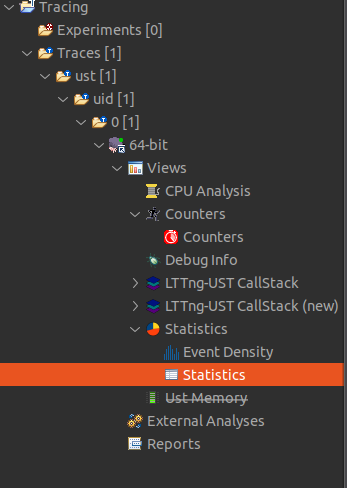 Tracing
Experiments [0]
Traces [1]
ust [1]
uid [1]
0 [1]
64-bit
Views
CPU Analysis
Counters
Counters
Debug Info
LTTng-UST CallStack
LTTng-UST CallStack (new)
Statistics
Event Density
Statistics
Ust Memory
External Analyses
Reports